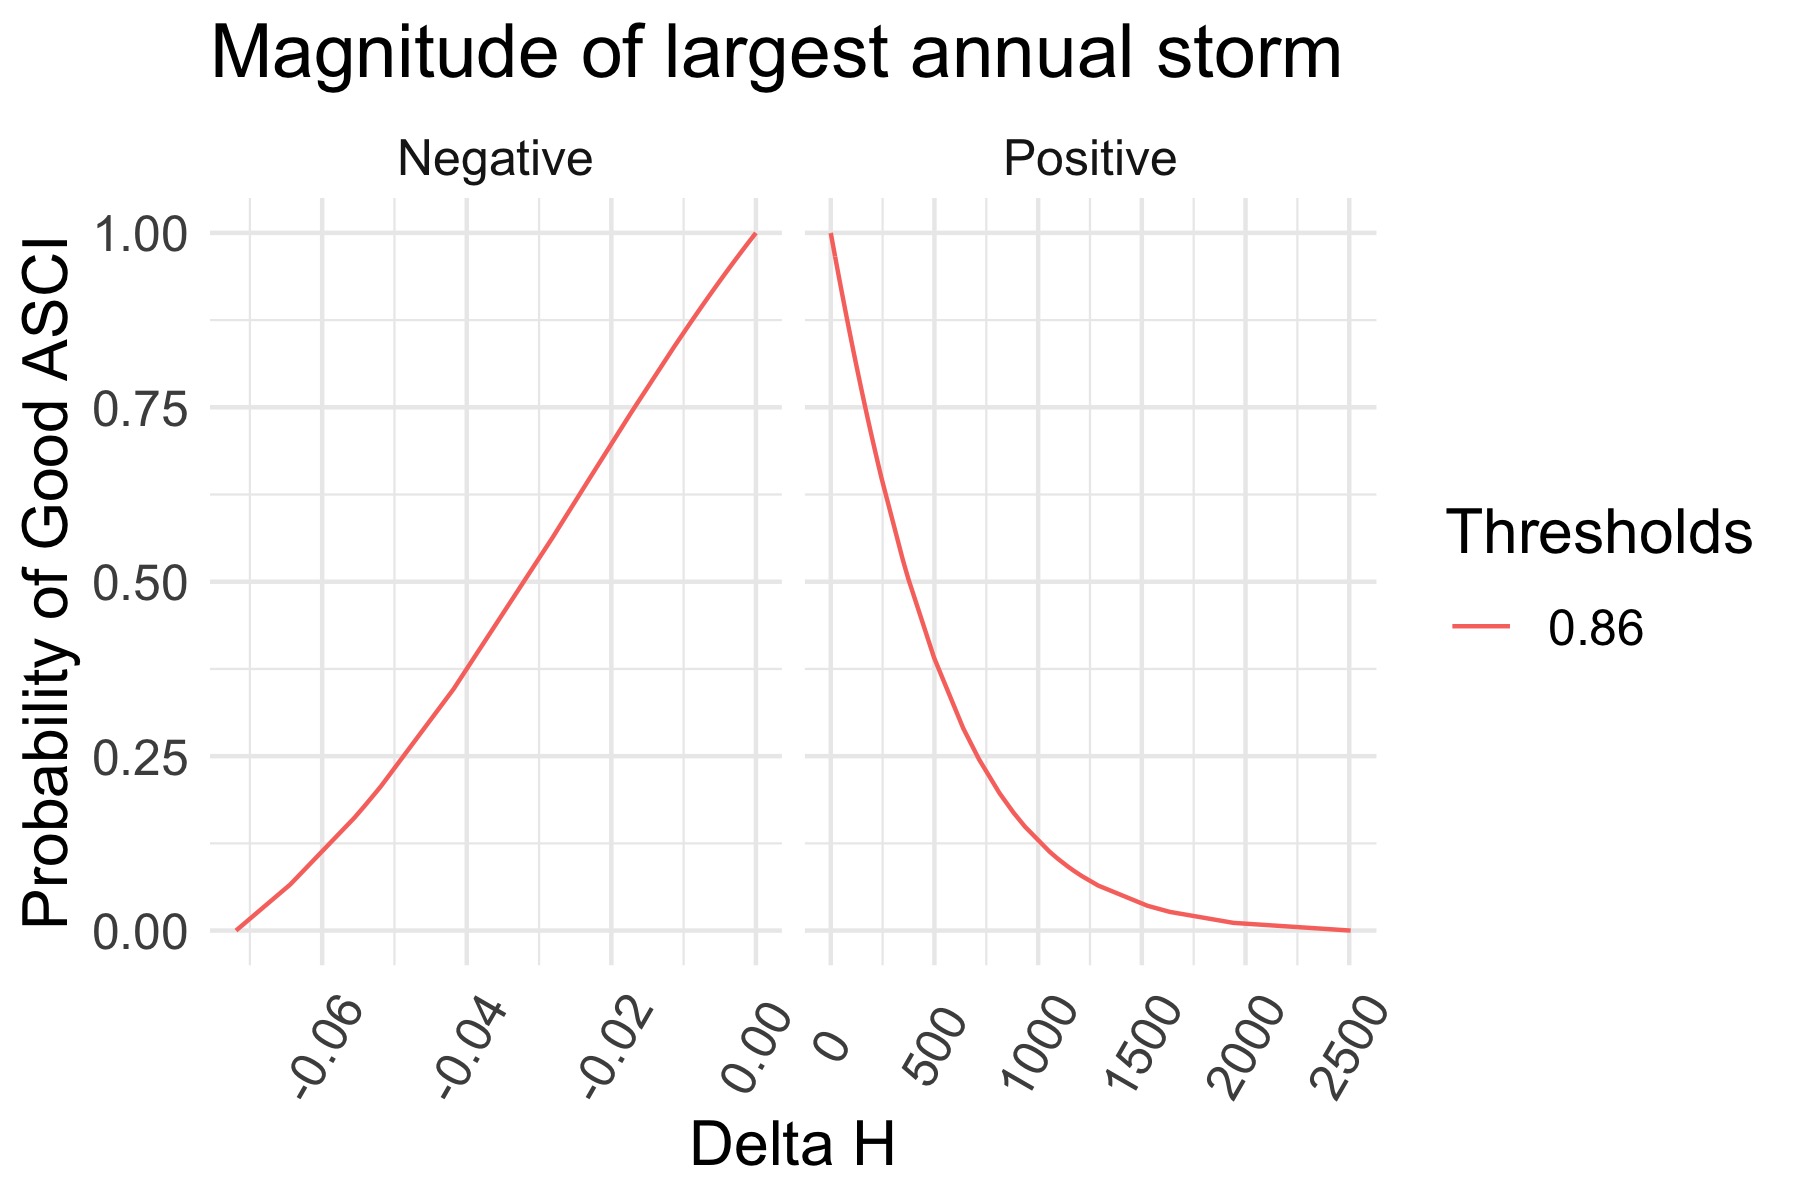 Magnitude of largest annual storm
Negative
Positive
Probability of Good ASCI
1.00
0.75
0.50
0.25
0.00
-0.06
-0.04
-0.02
0.00
0
500
1000
1500
2000
2500
Delta H
Thresholds
0.86